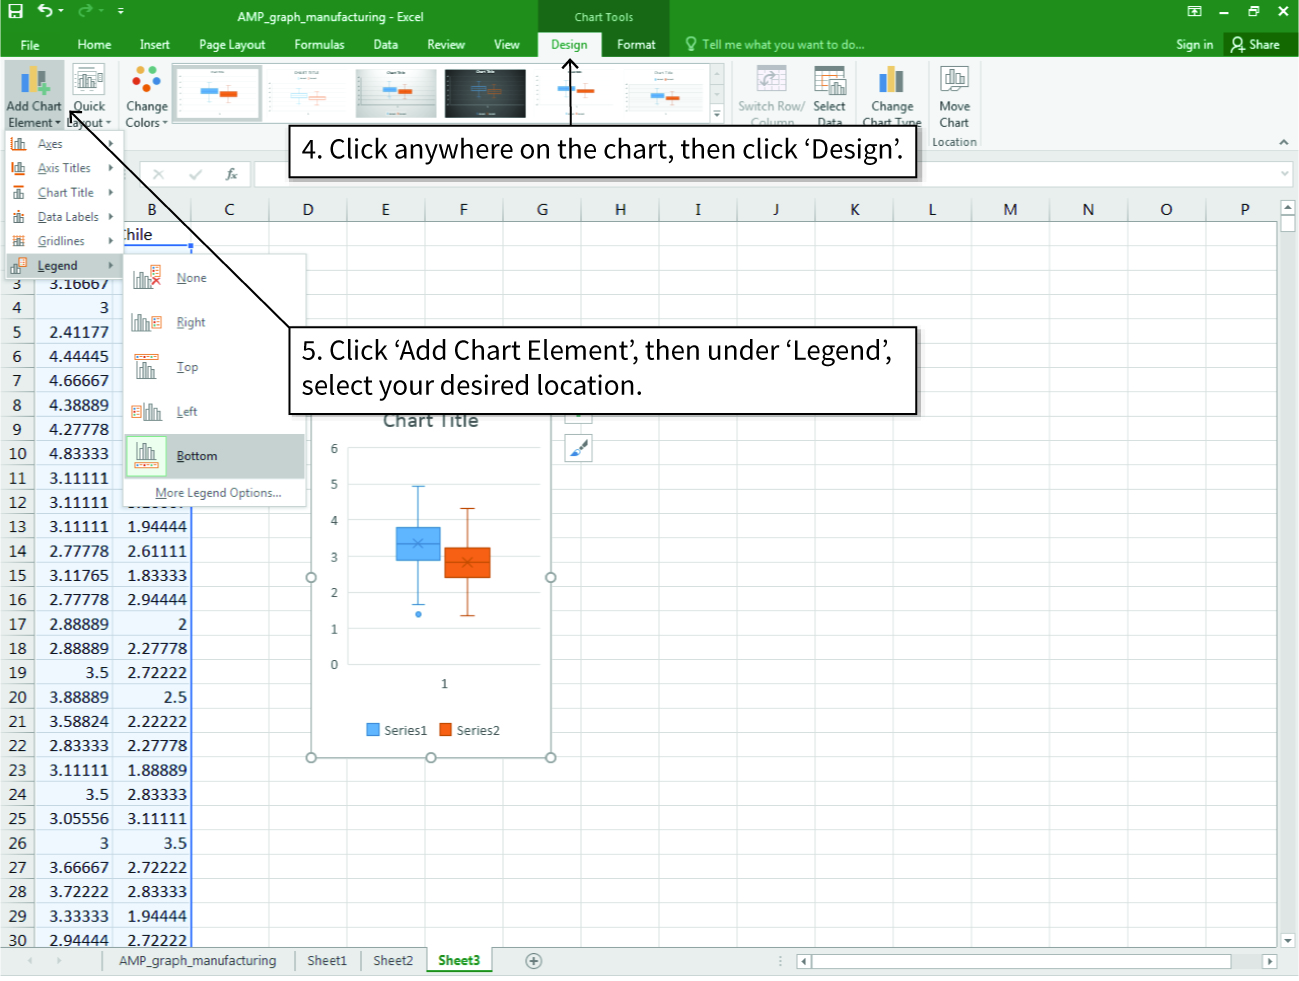 AMP_graph_manufacturing - Excel
Chart Tools
File Home Insert Page Layout Formulas Data Review View Design Format Tell me what you want to do... Sign in Share
Add Chart Element
Quick Layout
Change Colors
Switch Row/ Column
Select Data
Change Chart Type
Move Chart
Location
4. Click anywhere on the chart, then click ‘Design’.
Axes
Axis Titles
Chart Title
Data Labels
Gridlines
Legend
fx
B C D E F G H I J K L M N O P
hile
None
Right
Top
Left
Bottom
More Legend Options...
5. Click ‘Add Chart Element’, then under ‘Legend’,
select your desired location.
3 3.16667
4 3
5 2.41177
6 4.44445
7 4.66667
8 4.38889
9 4.27778
10 4.83333
11 3.11111
12 3.11111
13 3.11111 1.94444
14 2.77778 2.61111
15 3.11765 1.83333
16 2.77778 2.94444
17 2.88889 2
18 2.88889 2.27778
19 3.5 2.72222
20 3.88889 2.5
21 3.58824 2.22222
22 2.83333 2.27778
23 3.11111 1.88889
24 3.5 2.83333
25 3.05556 3.11111
26 3 3.5
27 3.66667 2.72222
28 3.72222 2.83333
29 3.33333 1.94444
30 2.94444 2.72222
Chart Title
6
5
4
3
2
1
0
1
Series1 Series2
AMP_graph_manufacturing Sheet1 Sheet2 Sheet3